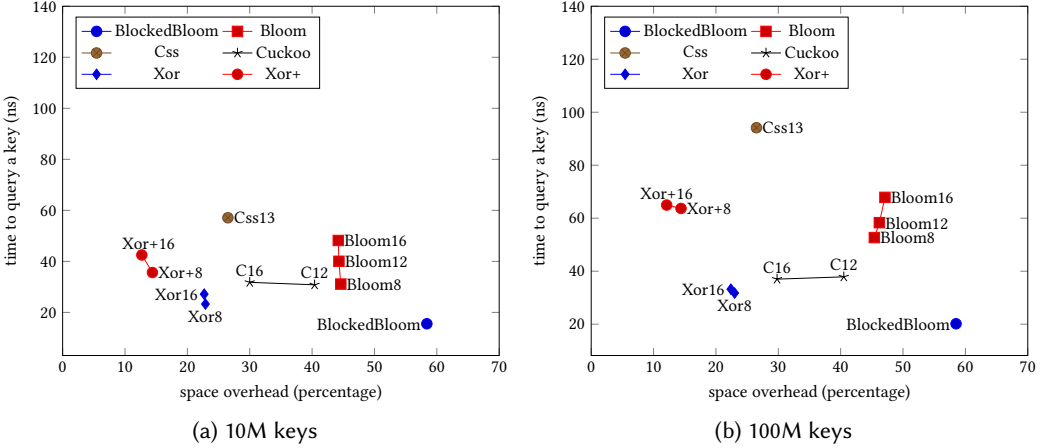 140
120
100
80
60
40
20
0 10 20 30 40 50 60 70
time to query a key (ns)
space overhead (percentage)
BlockedBloom Bloom
Css Cuckoo
Xor Xor+
Css13
Bloom16
Xor+16
Bloom12
Xor+8
C16 C12
Bloom8
Xor16
Xor8
BlockedBloom
(a) 10M keys
140
120
100
80
60
40
20
0 10 20 30 40 50 60 70
time to query a key (ns)
space overhead (percentage)
BlockedBloom Bloom
Css Cuckoo
Xor Xor+
Css13
Xor+16
Bloom16
Xor+8
Bloom12
Bloom8
C16 C12
Xor16
Xor8
BlockedBloom
(b) 100M keys